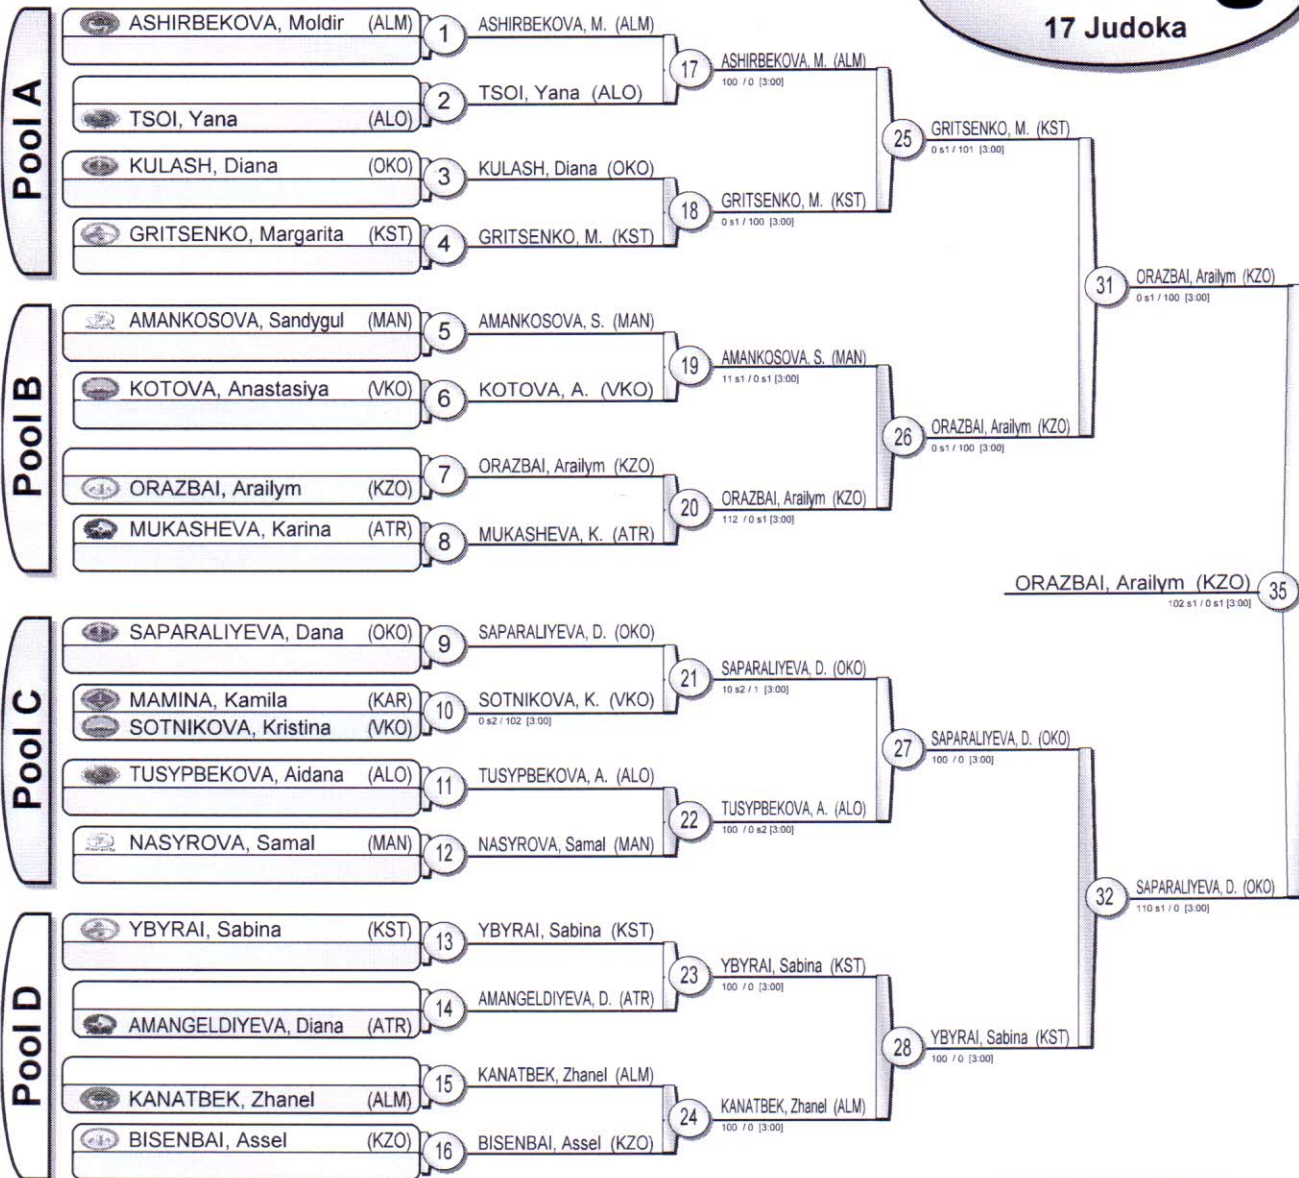 17 Judoka
Pool A
ASHIRBEKOVA, Moldir (ALM)
1
TSOI, Yana (ALO)
2
KULASH, Diana (OKO)
3
GRITSENKO, Margarita (KST)
4
ASHIRBEKOVA, M. (ALM)
TSOI, Yana (ALO)
17
KULASH, Diana (OKO)
GRITSENKO, M. (KST)
18
ASHIRBEKOVA, M. (ALM)
100 / 0 [3:00]
GRITSENKO, M. (KST)
0 s1 / 100 [3:00]
25
GRITSENKO, M. (KST)
0 s1 / 101 [3:00]
Pool B
AMANKOSOVA, Sandygul (MAN)
5
KOTOVA, Anastasiya (VKO)
6
ORAZBAI, Arailym (KZO)
7
MUKASHEVA, Karina (ATR)
8
AMANKOSOVA, S. (MAN)
KOTOVA, A. (VKO)
19
ORAZBAI, Arailym (KZO)
MUKASHEVA, K. (ATR)
20
AMANKOSOVA. S. (MAN)
11 s1 / 0 s1 [3:00]
ORAZBAI, Arailym (KZO)
112 / 0 s1 [3:00]
26
ORAZBAI, Arailym (KZO)
0 s1 / 100 [3:00]
31
ORAZBAI, Arailym (KZO)
0 s1 / 100 [3:00]
ORAZBAI, Arailym (KZO)
102 s1 / 0 s1 [3:00]
35
Pool C
SAPARALIYEVA, Dana (OKO)
9
MAMINA, Kamila (KAR)
SOTNIKOVA, Kristina (VKO)
10
TUSYPBEKOVA, Aidana (ALO)
11
NASYROVA, Samal (MAN)
12
SAPARALIYEVA, D. (OKO)
SOTNIKOVA, K. (VKO)
0 s2 / 102 [3:00]
21
TUSYPBEKOVA, A. (ALO)
NASYROVA, Samal (MAN)
22
SAPARALIYEVA, D. (OKO)
10 s2 / 1 [3:00]
TUSYPBEKOVA, A. (ALO)
100 / 0 s2 [3:00]
27
SAPARALIYEVA, D. (OKO)
100 / 0 [3:00]
Pool D
YBYRAI, Sabina (KST)
13
AMANGELDIYEVA, Diana (ATR)
14
KANATBEK, Zhanel (ALM)
15
BISENBAI, Assel (KZO)
16
YBYRAI, Sabina (KST)
AMANGELDIYEVA, D. (ATR)
23
KANATBEK, Zhanel (ALM)
BISENBAI, Assel (KZO)
24
YBYRAI, Sabina (KST)
100 / 0 [3:00]
KANATBEK, Zhanel (ALM)
100 / 0 [3:00]
28
YBYRAI, Sabina (KST)
100 / 0 [3:00]
32
SAPARALIYEVA, D. (OKO)
110 s1 / 0 [3:00]